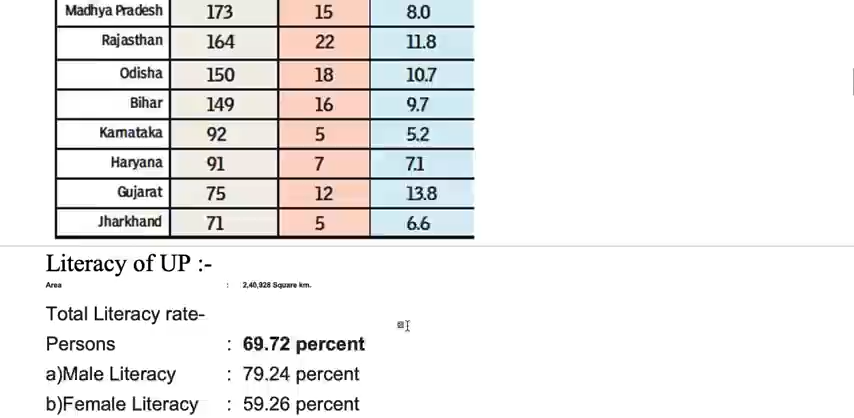 Madhya Pradesh 173 15 8.0
Rajasthan 164 22 11.8
Odisha 150 18 10.7
Bihar 149 16 9.7
Karnataka 92 5 5.2
Haryana 91 7 7.1
Gujarat 75 12 13.8
Jharkhand 71 5 6.6
Literacy of UP :-
Area : 2,40,928 Square km.
Total Literacy rate-
Persons : 69.72 percent
a)Male Literacy : 79.24 percent
b)Female Literacy : 59.26 percent